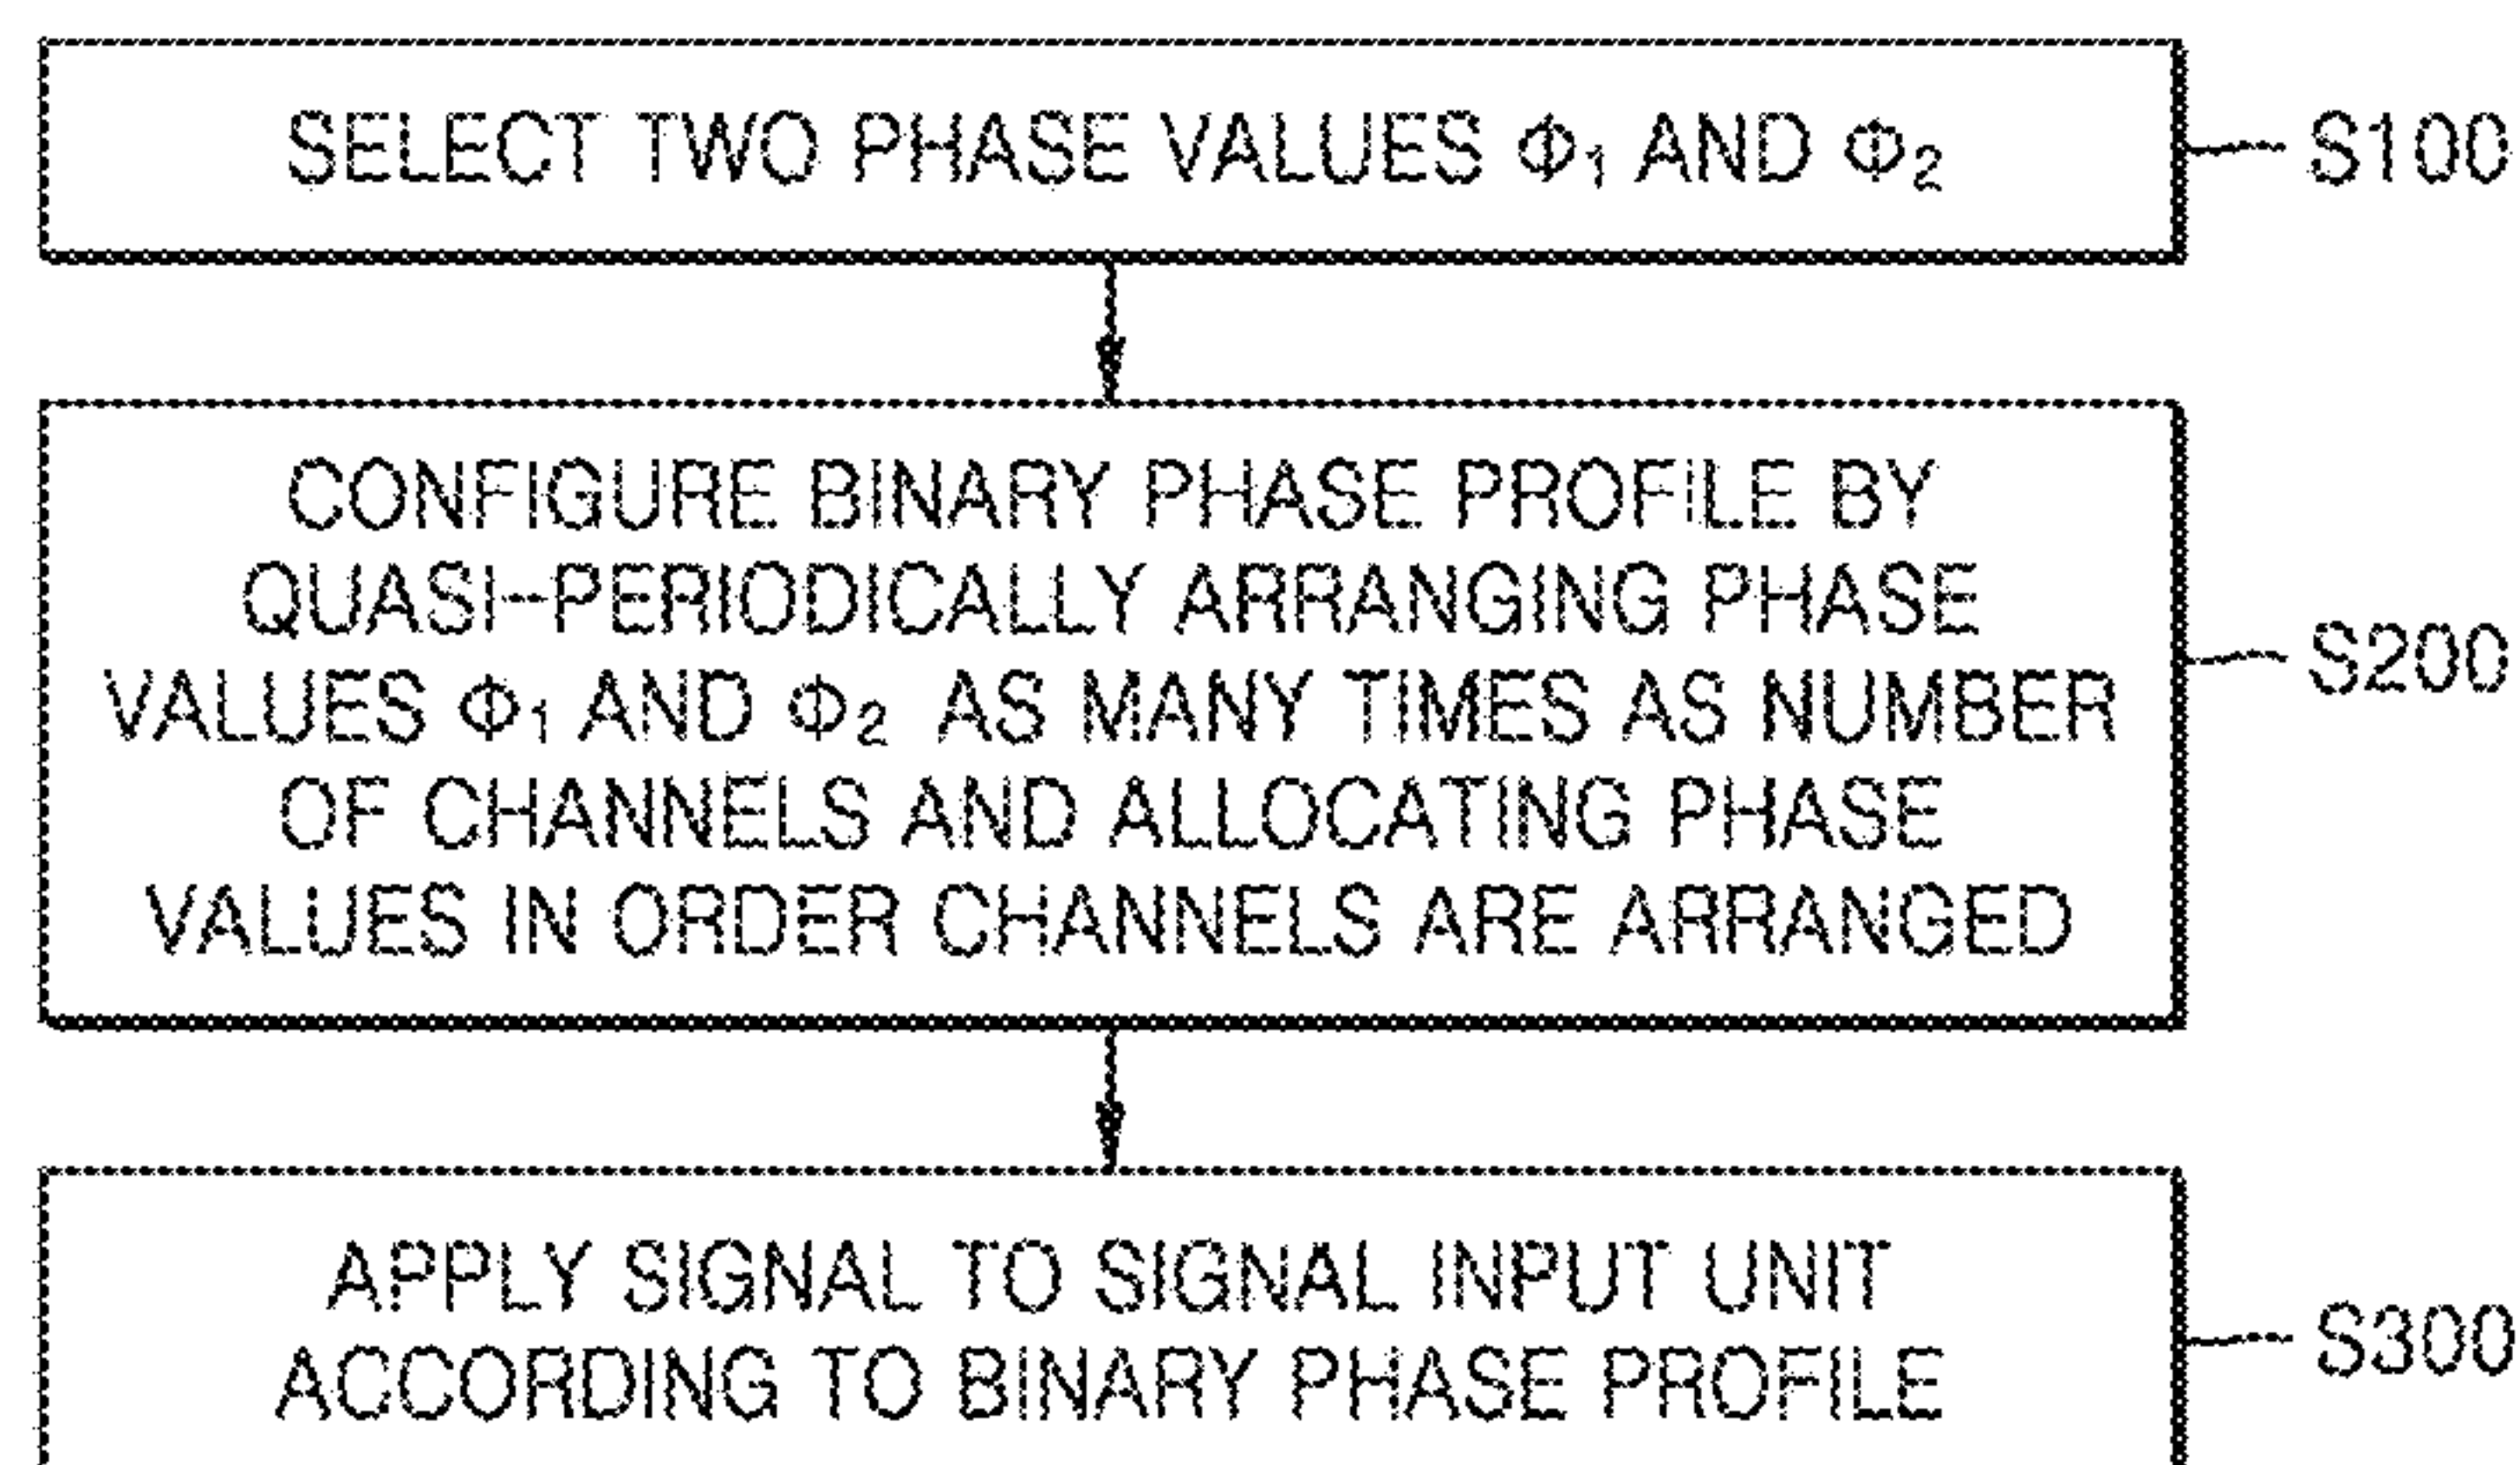 SELECT TWO PHASE VALUES Φ₁ AND Φ₂
S100
CONFIGURE BINARY PHASE PROFILE BY
QUASI-PERIODICALLY ARRANGING PHASE
VALUES Φ₁ AND Φ₂ AS MANY TIMES AS NUMBER
OF CHANNELS AND ALLOCATING PHASE
VALUES IN ORDER CHANNELS ARE ARRANGED
S200
APPLY SIGNAL TO SIGNAL INPUT UNIT
ACCORDING TO BINARY PHASE PROFILE
S300